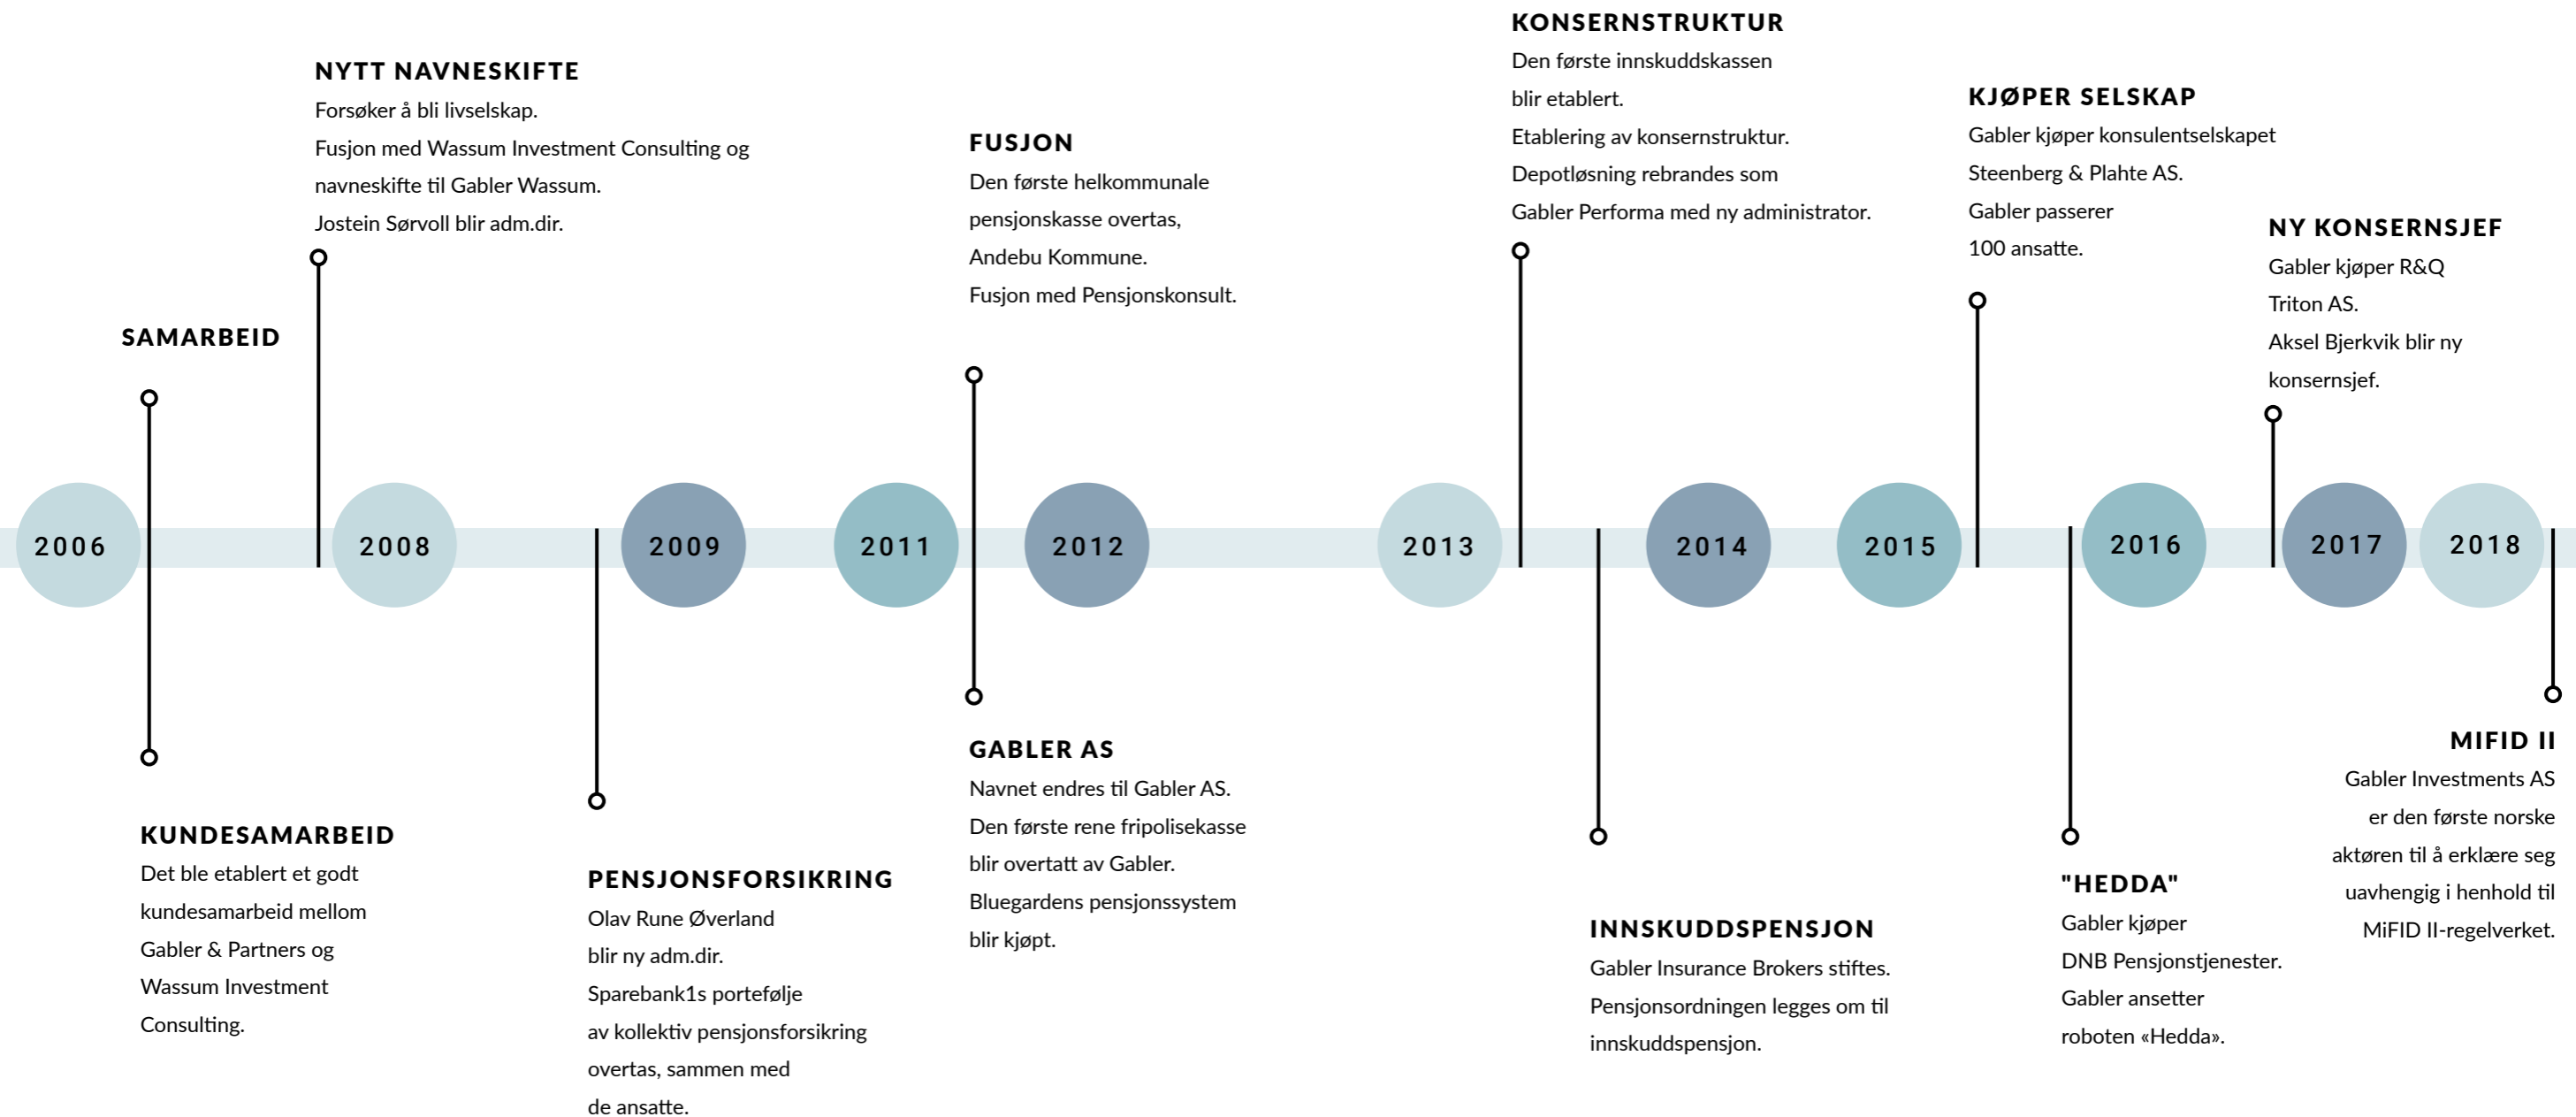 NYTT NAVNESKIFTE
Forsøker å bli livselskap.
Fusjon med Wassum Investment Consulting og
navneskifte til Gabler Wassum.
Jostein Sørvoll blir adm.dir.
SAMARBEID
FUSJON
Den første helkommunale
pensjonskasse overtas,
Andebu Kommune.
Fusjon med Pensjonskonsult.
KONSERNSTRUKTUR
Den første innskuddskassen
blir etablert.
Etablering av konsernstruktur.
Depotløsning rebrandes som
Gabler Performa med ny administrator.
KJØPER SELSKAP
Gabler kjøper konsulentselskapet
Steenberg & Plahte AS.
Gabler passerer
100 ansatte.
NY KONSERNSJEF
Gabler kjøper R&Q
Triton AS.
Aksel Bjerkvik blir ny
konsernsjef.
2006
2008
2009
2011
2012
2013
2014
2015
2016
2017
2018
KUNDESAMARBEID
Det ble etablert et godt
kundesamarbeid mellom
Gabler & Partners og
Wassum Investment
Consulting.
PENSJONSFORSIKRING
Olav Rune Øverland
blir ny adm.dir.
Sparebank1s portefølje
av kollektiv pensjonsforsikring
overtas, sammen med
de ansatte.
GABLER AS
Navnet endres til Gabler AS.
Den første rene fripolisekasse
blir overtatt av Gabler.
Bluegardens pensjonssystem
blir kjøpt.
INNSKUDDSPENSJON
Gabler Insurance Brokers stiftes.
Pensjonsordningen legges om til
innskuddspensjon.
"HEDDA"
Gabler kjøper
DNB Pensjonstjenester.
Gabler ansetter
roboten «Hedda».
MIFID II
Gabler Investments AS
er den første norske
aktøren til å erklære seg
uavhengig i henhold til
MiFID II-regelverket.